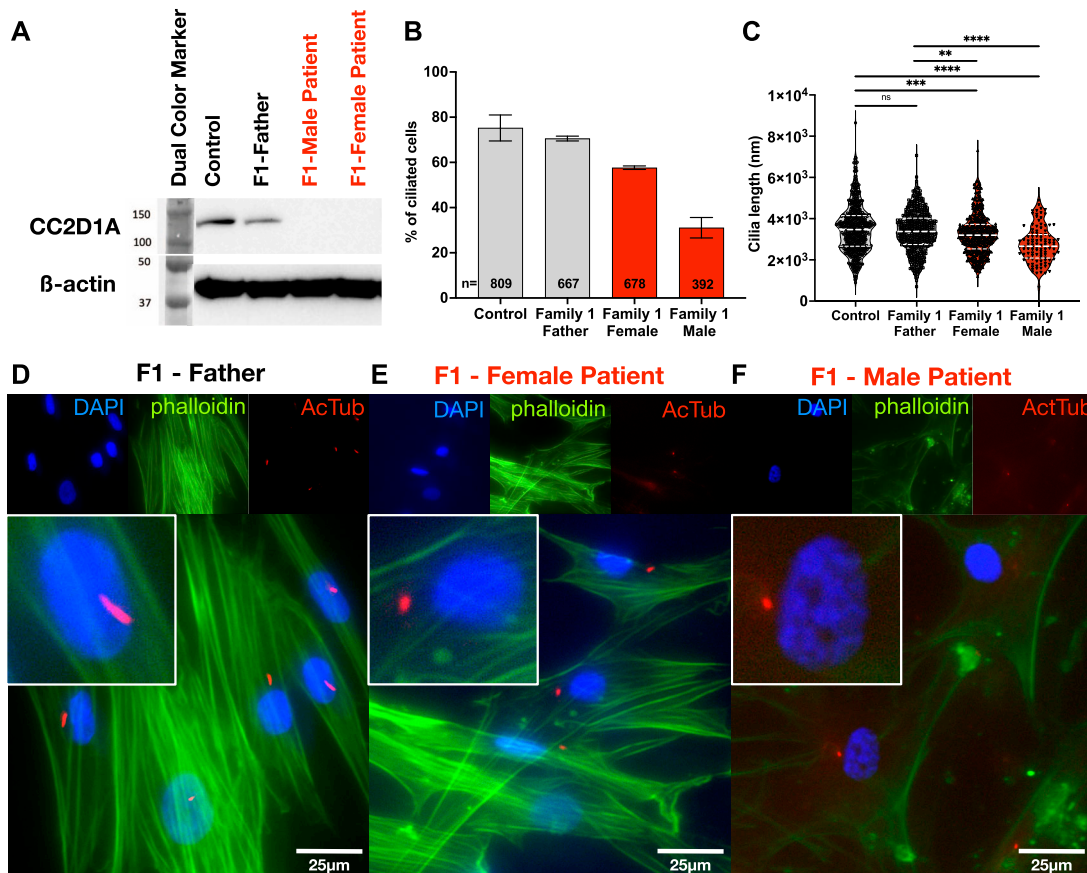 A
Dual Color Marker
Control
F1-Father
F1-Male Patient
F1-Female Patient
CC2D1A
150
100
ß-actin
50
37
B
% of ciliated cells
100
80
60
40
20
0
n=
809
667
678
392
Control
Family 1
Father
Family 1
Female
Family 1
Male
C
****
**
****
***
ns
Cilia length (nm)
1×10⁴
8×10³
6×10³
4×10³
2×10³
0
Control
Family 1
Father
Family 1
Female
Family 1
Male
D
F1 - Father
DAPI
phalloidin
AcTub
25µm
E
F1 - Female Patient
DAPI
phalloidin
AcTub
25µm
F
F1 - Male Patient
DAPI
phalloidin
ActTub
25µm